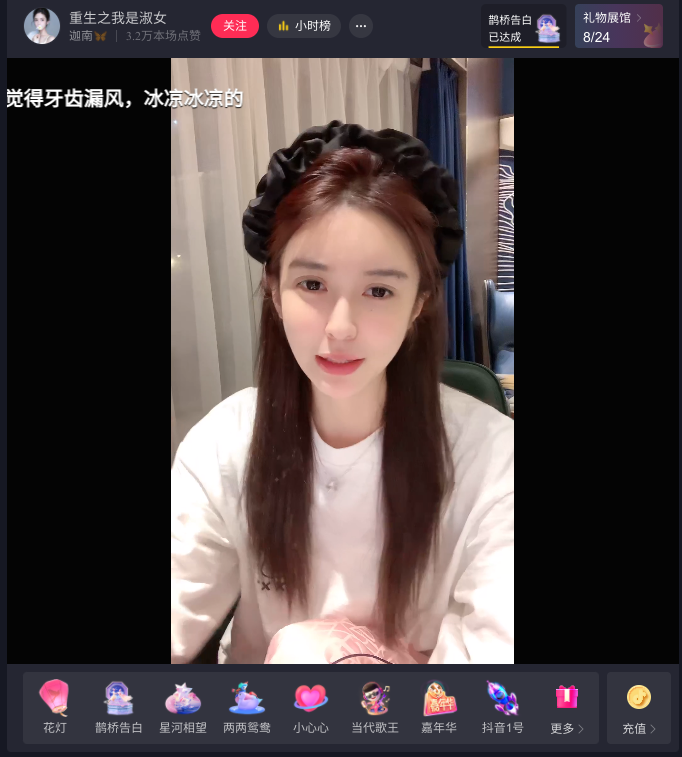 重生之我是淑女
迦南
3.2万本场点赞
关注
小时榜
鹊桥告白
已达成
礼物展馆
8/24
觉得牙齿漏风，冰凉冰凉的
花灯
鹊桥告白
星河相望
两两鸳鸯
小心心
当代歌王
嘉年华
抖音1号
更多
充值